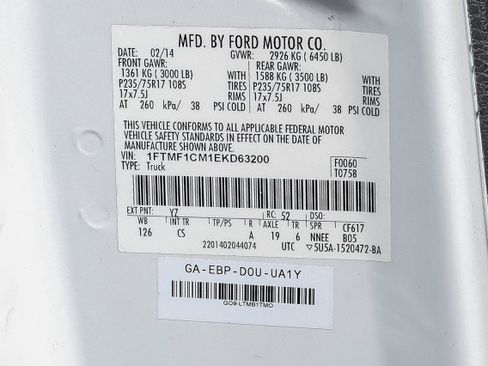 MFD. BY FORD MOTOR CO.
DATE: 02/14 GVWR: 2926 KG ( 6450 LB)
FRONT GAWR: REAR GAWR:
1361 KG ( 3000 LB) WITH 1588 KG ( 3500 LB) WITH
P235/75R17 108S TIRES P235/75R17 108S TIRES
17x7.5J RIMS 17x7.5J RIMS
AT 260 kPa/ 38 PSI COLD AT 260 kPa/ 38 PSI COLD
THIS VEHICLE CONFORMS TO ALL APPLICABLE FEDERAL MOTOR
VEHICLE SAFETY STANDARDS IN EFFECT ON THE DATE OF
MANUFACTURE SHOWN ABOVE.
VIN: 1FTMF1CM1EKD63200 F0060
TYPE: Truck T0758
EXT PNT: YZ RC: 52 DSO:
WB INT TR TP/PS R AXLE TR SPR CF617
126 CS A 19 6 NNEE B05
2201402044074 UTC ▽5U5A-1520472-BA
GA-EBP-D0U-UA1Y
GO9-LTMB1TMO